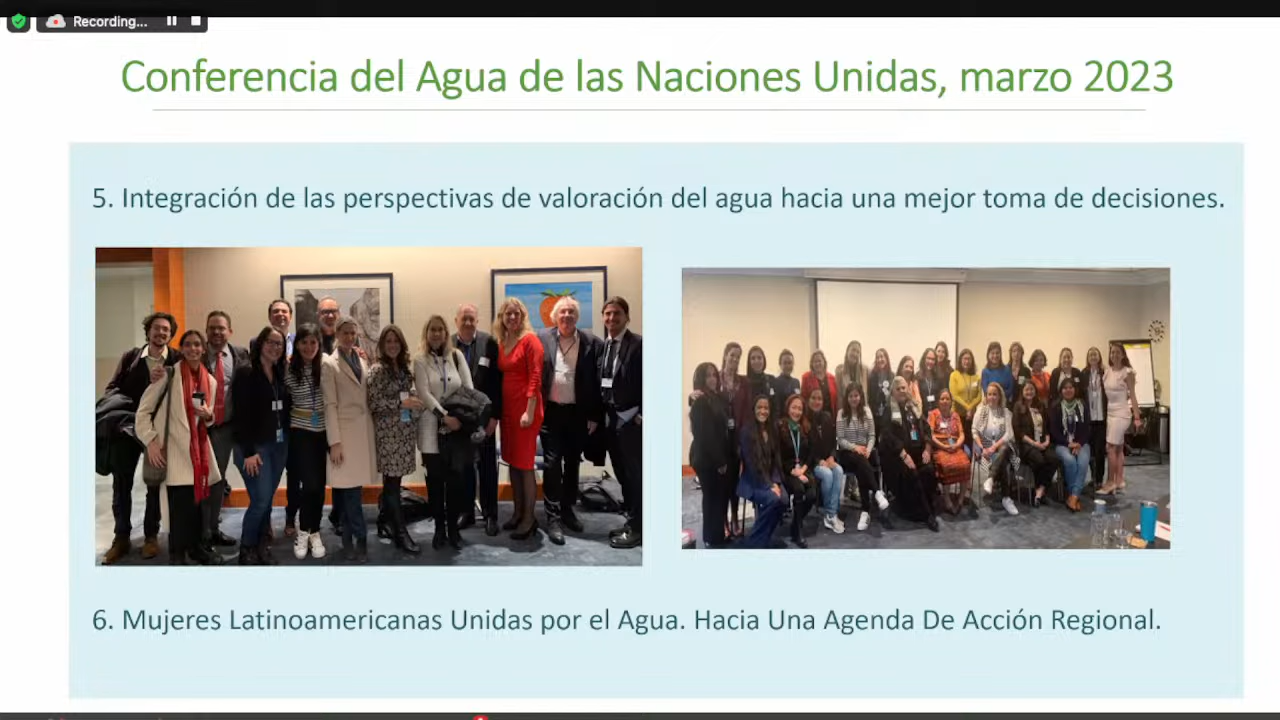 Recording...
Conferencia del Agua de las Naciones Unidas, marzo 2023
5. Integración de las perspectivas de valoración del agua hacia una mejor toma de decisiones.
6. Mujeres Latinoamericanas Unidas por el Agua. Hacia Una Agenda De Acción Regional.